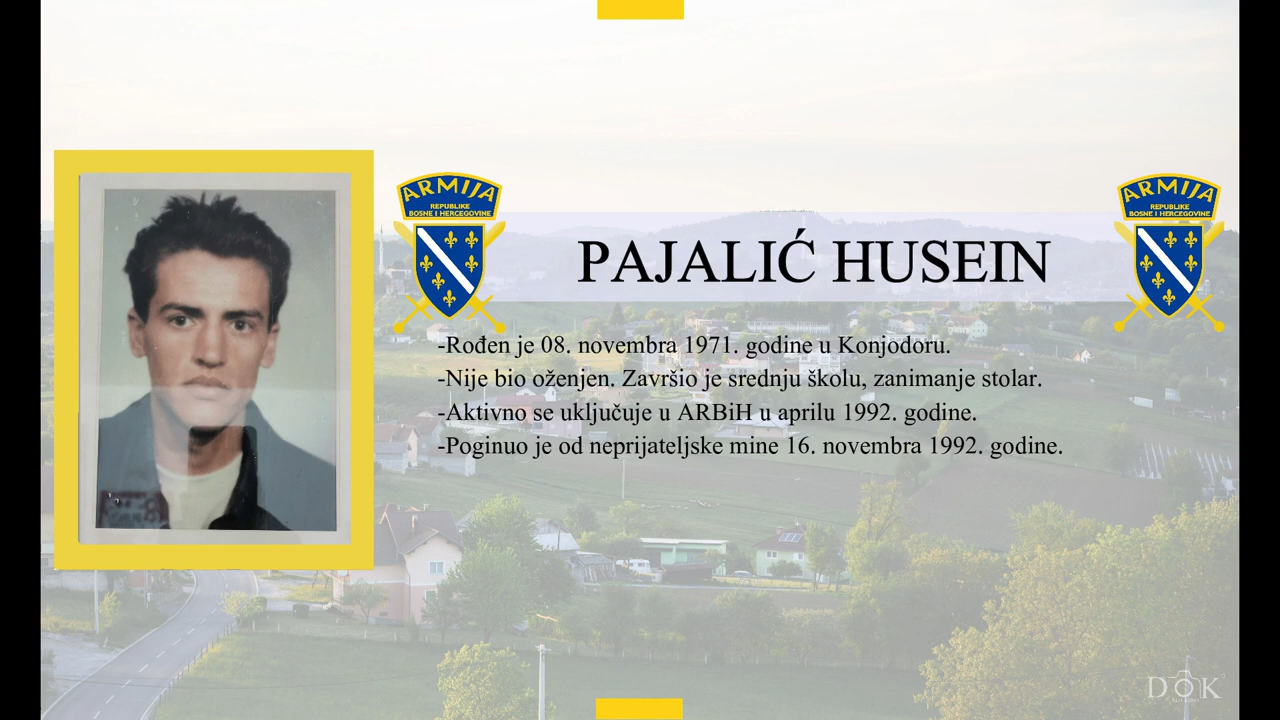 ARMIJA
REPUBLIKE
BOSNE I HERCEGOVINE
ARMIJA
REPUBLIKE
BOSNE I HERCEGOVINE
PAJALIĆ HUSEIN
-Rođen je 08. novembra 1971. godine u Konjodoru.
-Nije bio oženjen. Završio je srednju školu, zanimanje stolar.
-Aktivno se uključuje u ARBiH u aprilu 1992. godine.
-Poginuo je od neprijateljske mine 16. novembra 1992. godine.
DOK